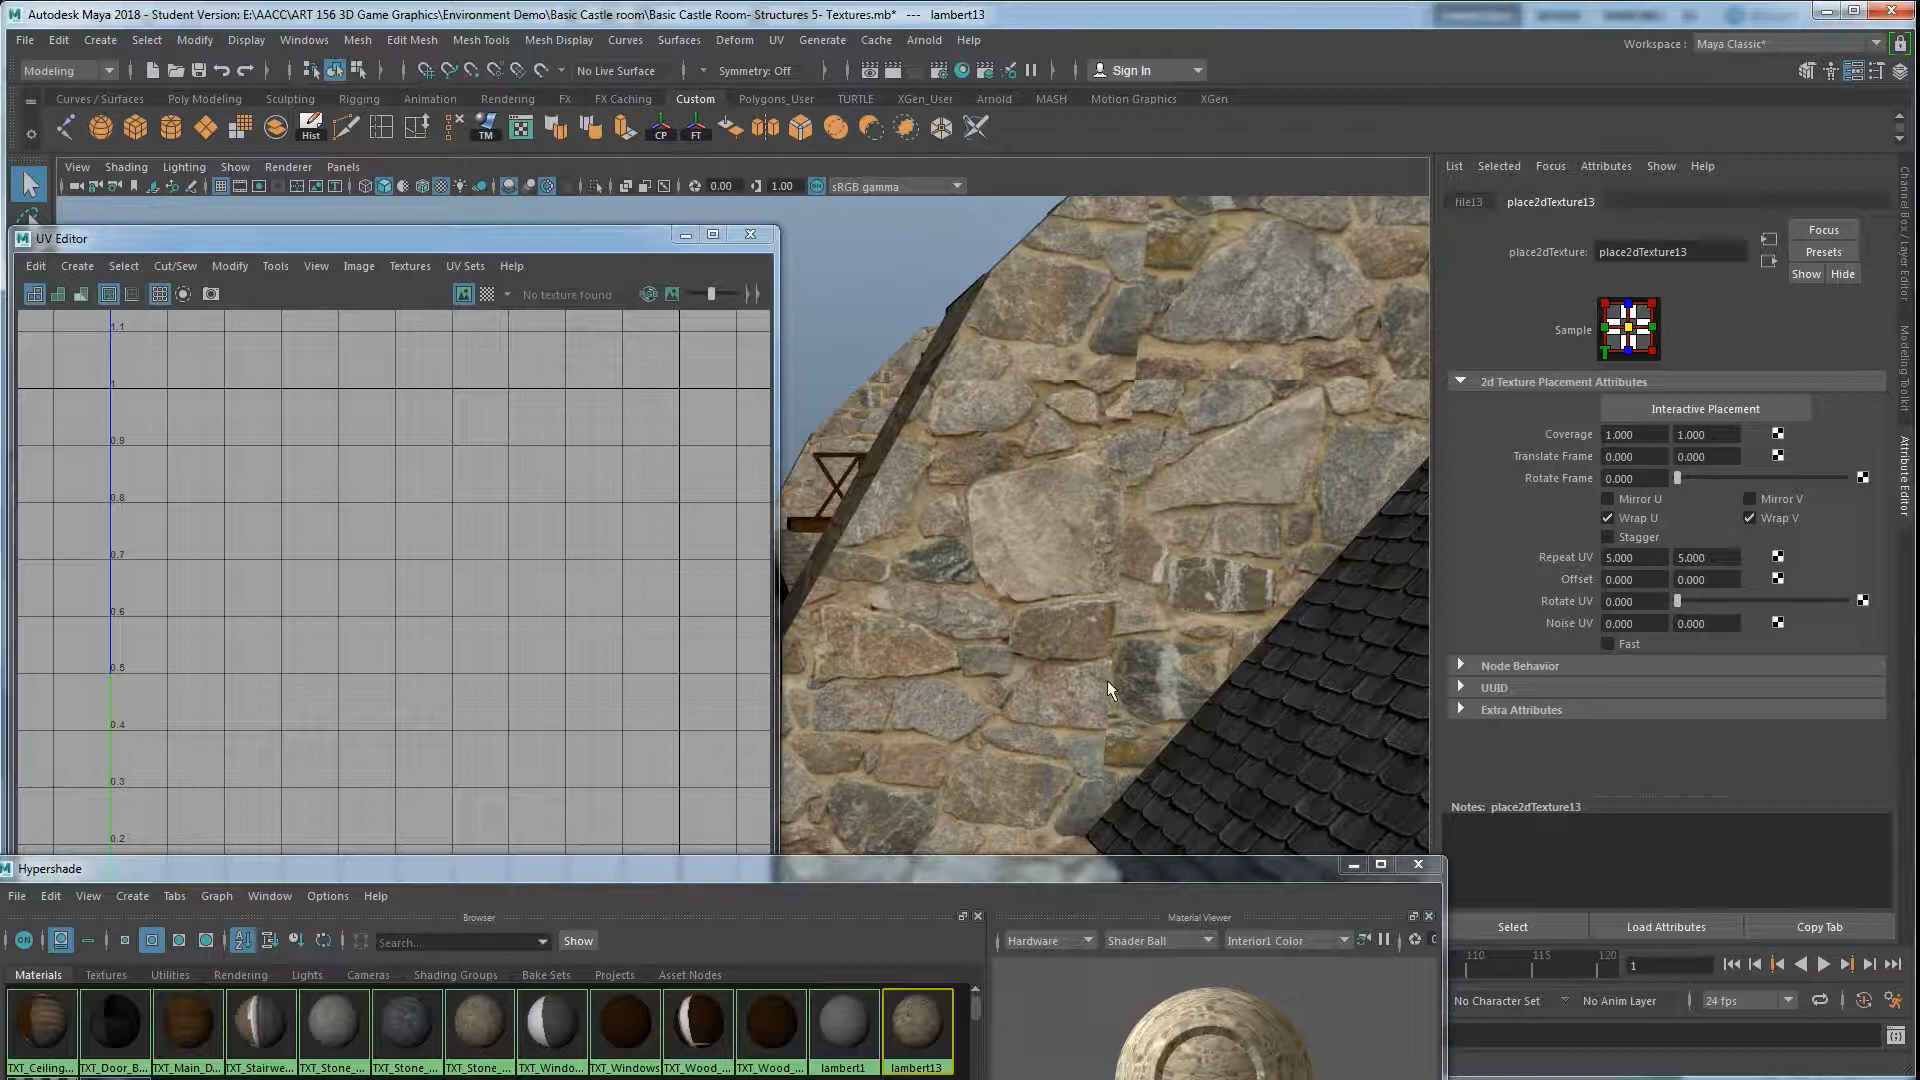 Autodesk Maya 2018 - Student Version: E:\AACC\ART 156 3D Game Graphics\Environment Demo\Basic Castle room\Basic Castle Room- Structures 5- Textures.mb* --- lambert13
File Edit Create Select Modify Display Windows Mesh Edit Mesh Mesh Tools Mesh Display Curves Surfaces Deform UV Generate Cache Arnold Help
Workspace : Maya Classic*
Modeling No Live Surface Symmetry: Off Sign In
Curves / Surfaces Poly Modeling Sculpting Rigging Animation Rendering FX FX Caching Custom Polygons_User TURTLE XGen_User Arnold MASH Motion Graphics XGen
Hist TM CP FT
View Shading Lighting Show Renderer Panels
0.00 1.00 sRGB gamma
List Selected Focus Attributes Show Help
file13 place2dTexture13
Focus
place2dTexture: place2dTexture13
Presets
Show Hide
Sample
2d Texture Placement Attributes
Interactive Placement
Coverage 1.000 1.000
Translate Frame 0.000 0.000
Rotate Frame 0.000
Mirror U Mirror V
Wrap U Wrap V
Stagger
Repeat UV 5.000 5.000
Offset 0.000 0.000
Rotate UV 0.000
Noise UV 0.000 0.000
Fast
Node Behavior
UUID
Extra Attributes
Notes: place2dTexture13
Select Load Attributes Copy Tab
Channel Box / Layer Editor
Modeling Toolkit
Attribute Editor
UV Editor
Edit Create Select Cut/Sew Modify Tools View Image Textures UV Sets Help
No texture found
1.1
1
0.9
0.8
0.7
0.6
0.5
0.4
0.3
0.2
Hypershade
File Edit View Create Tabs Graph Window Options Help
Browser
Material Viewer
ON Search... Show
Hardware Shader Ball Interior1 Color
Materials Textures Utilities Rendering Lights Cameras Shading Groups Bake Sets Projects Asset Nodes
TXT_Ceiling... TXT_Door_B... TXT_Main_D... TXT_Stairwe... TXT_Stone_... TXT_Stone_... TXT_Stone_... TXT_Windo... TXT_Windows TXT_Wood_... TXT_Wood_... lambert1 lambert13
110 115 120 1
No Character Set No Anim Layer 24 fps